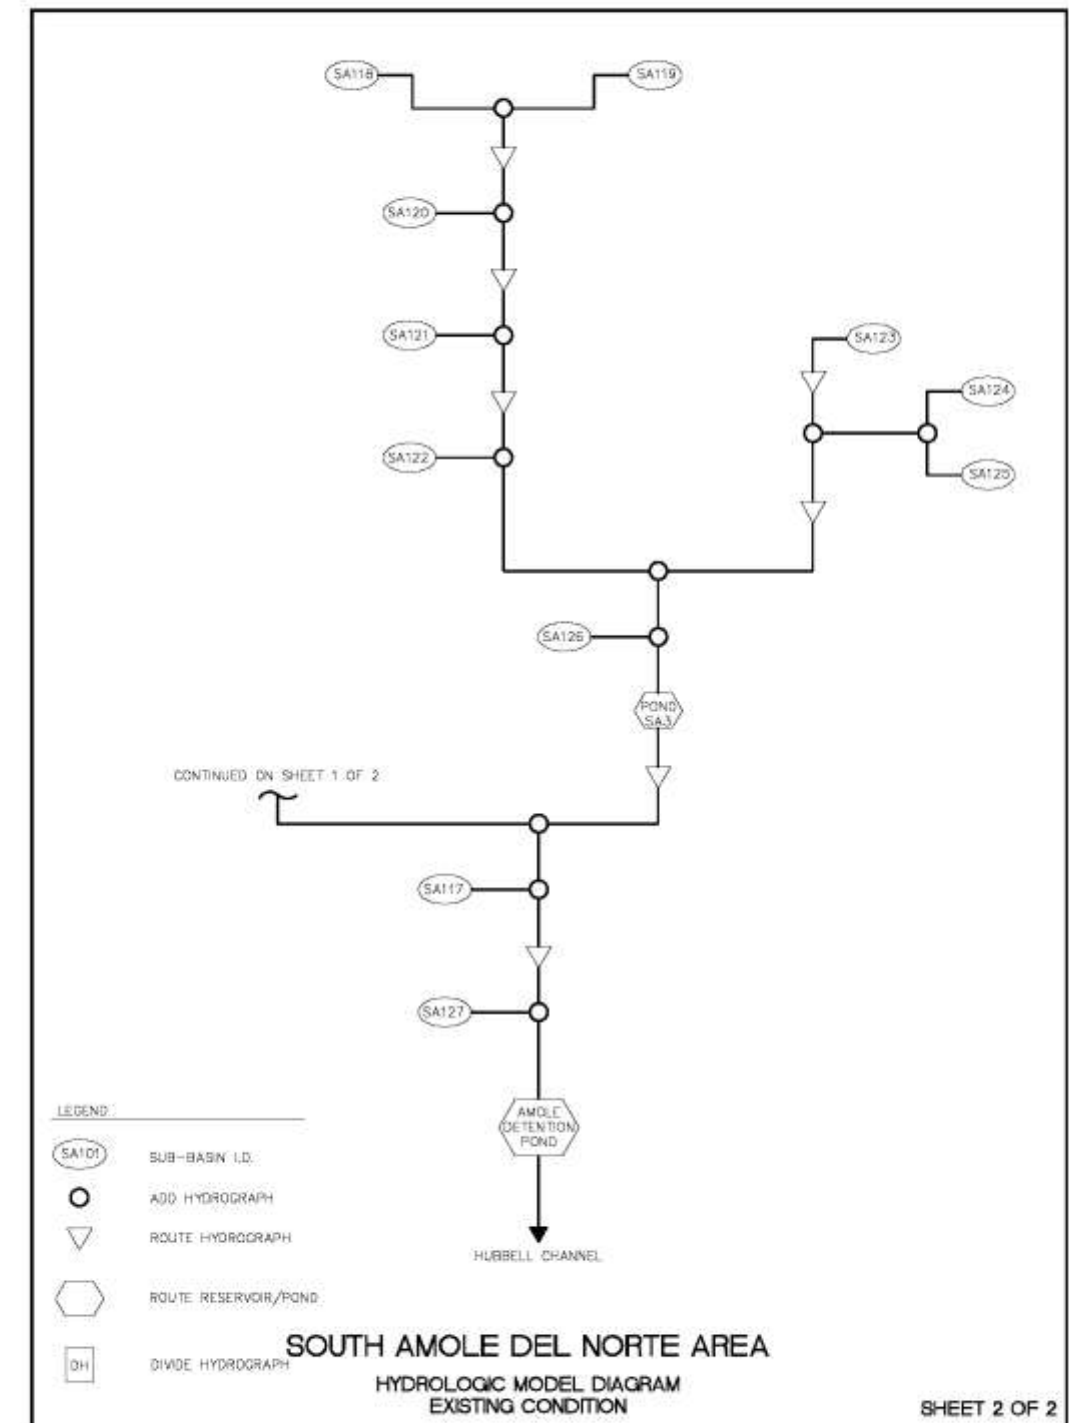 SA118
SA119
SA120
SA121
SA123
SA124
SA122
SA125
SA126
POND
SA3
CONTINUED ON SHEET 1 OF 2
SA117
SA127
AMOLE
DETENTION
POND
HUBBELL CHANNEL
LEGEND
SA101 SUB-BASIN I.D.
ADD HYDROGRAPH
ROUTE HYDROGRAPH
ROUTE RESERVOIR/POND
DH DIVIDE HYDROGRAPH
SOUTH AMOLE DEL NORTE AREA
HYDROLOGIC MODEL DIAGRAM
EXISTING CONDITION
SHEET 2 OF 2